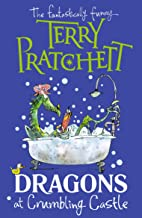 The fantastically funny
TERRY
PRATCHETT
DRAGONS
at Crumbling Castle